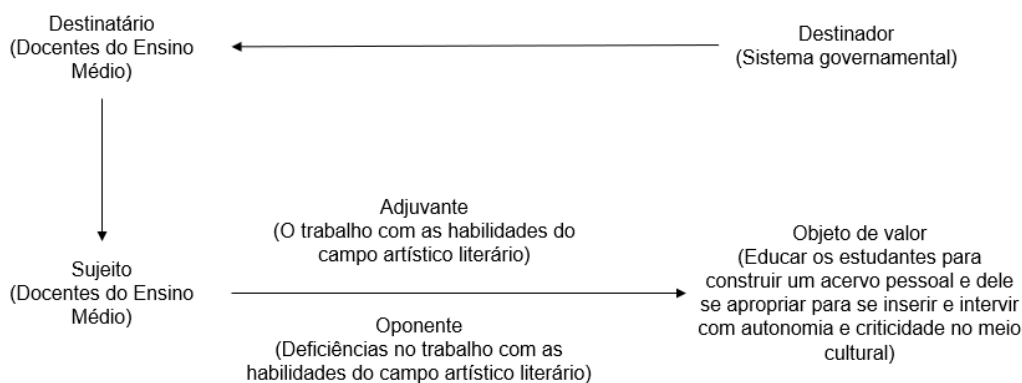 Destinatário
(Docentes do Ensino
Médio)
Destinador
(Sistema governamental)
Adjuvante
(O trabalho com as habilidades do
campo artístico literário)
Sujeito
(Docentes do Ensino
Médio)
Oponente
(Deficiências no trabalho com as
habilidades do campo artístico literário)
Objeto de valor
(Educar os estudantes para
construir um acervo pessoal e dele
se apropriar para se inserir e intervir
com autonomia e criticidade no meio
cultural)